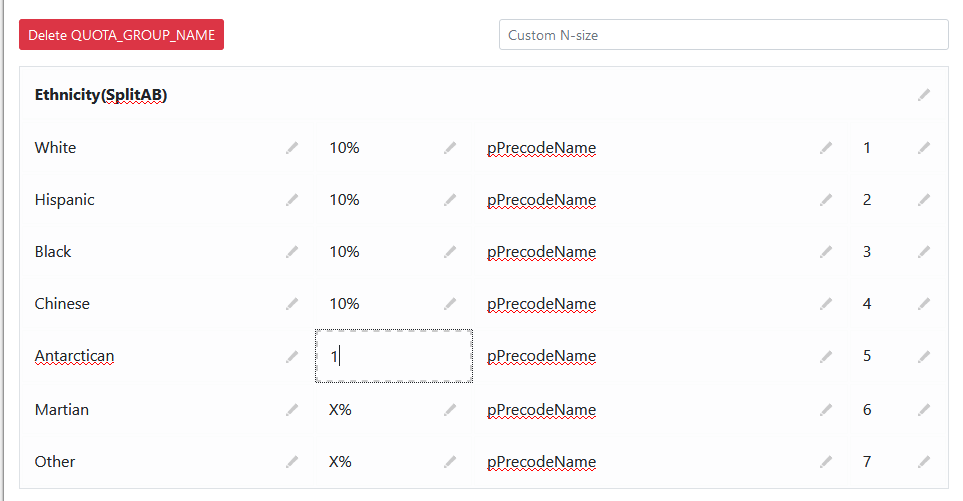 Delete QUOTA_GROUP_NAME Custom N-size
Ethnicity(SplitAB)
White 10% pPrecodeName 1
Hispanic 10% pPrecodeName 2
Black 10% pPrecodeName 3
Chinese 10% pPrecodeName 4
Antarctican 1 pPrecodeName 5
Martian X% pPrecodeName 6
Other X% pPrecodeName 7